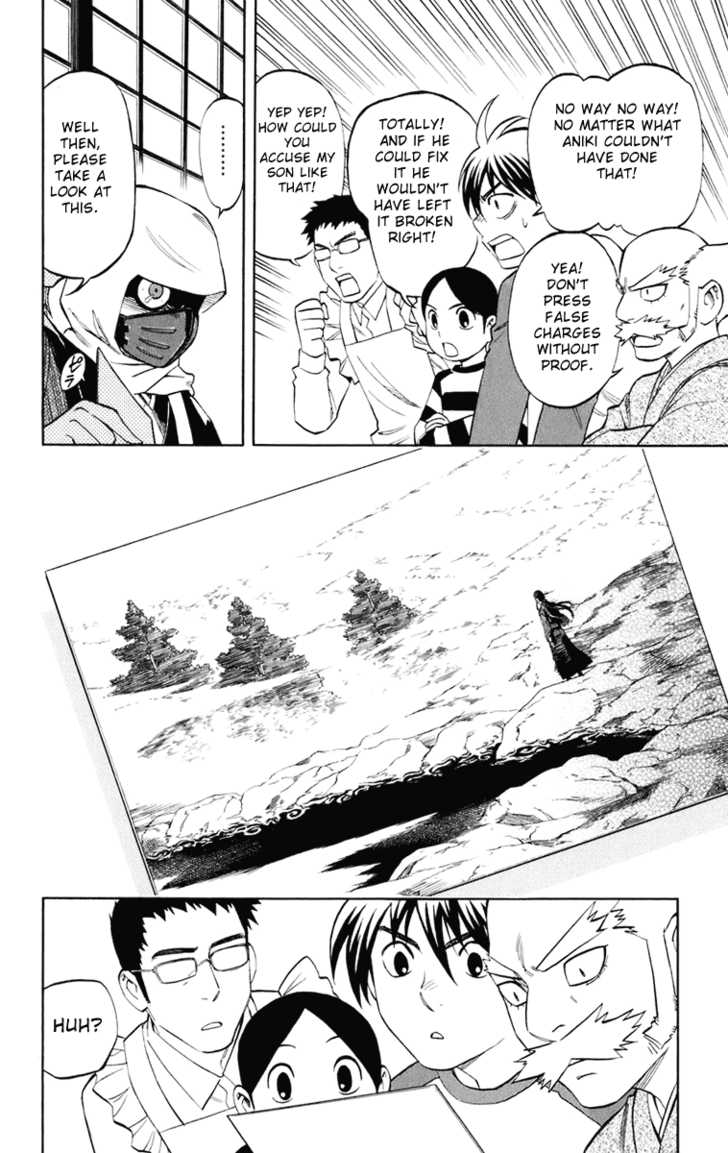 NO WAY NO WAY!
NO MATTER WHAT
ANIKI COULDN'T
HAVE DONE
THAT!
YEA!
DON'T
PRESS
FALSE
CHARGES
WITHOUT
PROOF.
TOTALLY!
AND IF HE
COULD FIX
IT HE
WOULDN'T
HAVE LEFT
IT BROKEN
RIGHT!
YEP YEP!
HOW COULD
YOU
ACCUSE MY
SON LIKE
THAT!
.........
WELL
THEN,
PLEASE
TAKE A
LOOK AT
THIS.
HUH?